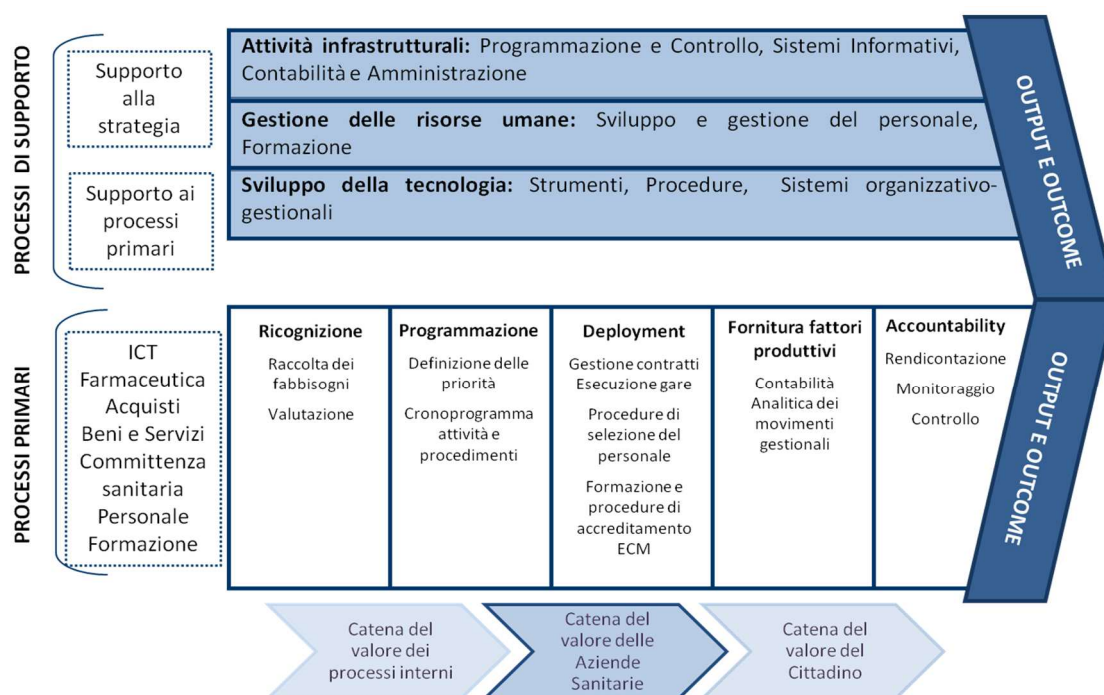 PROCESSI DI SUPPORTO
Supporto
alla
strategia
Supporto ai
processi
primari
Attività infrastrutturali: Programmazione e Controllo, Sistemi Informativi,
Contabilità e Amministrazione
Gestione delle risorse umane: Sviluppo e gestione del personale,
Formazione
Sviluppo della tecnologia: Strumenti, Procedure, Sistemi organizzativo-
gestionali
OUTPUT E OUTCOME
PROCESSI PRIMARI
ICT
Farmaceutica
Acquisti
Beni e Servizi
Committenza
sanitaria
Personale
Formazione
Ricognizione
Raccolta dei
fabbisogni
Valutazione
Programmazione
Definizione delle
priorità
Cronoprogramma
attività e
procedimenti
Deployment
Gestione contratti
Esecuzione gare
Procedure di
selezione del
personale
Formazione e
procedure di
accreditamento
ECM
Fornitura fattori
produttivi
Contabilità
Analitica dei
movimenti
gestionali
Accountability
Rendicontazione
Monitoraggio
Controllo
OUTPUT E OUTCOME
Catena del
valore dei
processi interni
Catena del
valore delle
Aziende
Sanitarie
Catena del
valore del
Cittadino